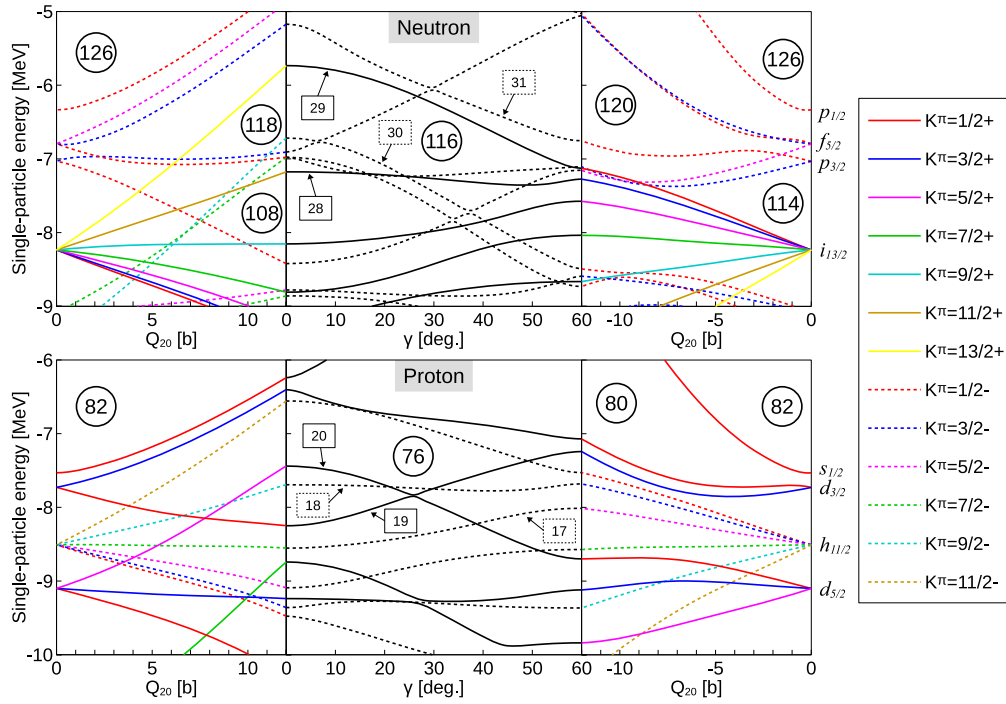 Neutron
Single-particle energy [MeV]
-5
-6
-7
-8
-9
126
118
108
29
30
31
116
28
120
126
114
p1/2
f5/2
p3/2
i13/2
0 5 10
0 10 20 30 40 50 60
-10 -5 0
Q20 [b]
γ [deg.]
Q20 [b]
Proton
Single-particle energy [MeV]
-6
-7
-8
-9
-10
82
20
76
18
19
17
80
82
s1/2
d3/2
h11/2
d5/2
0 5 10
0 10 20 30 40 50 60
-10 -5 0
Q20 [b]
γ [deg.]
Q20 [b]
Kπ=1/2+
Kπ=3/2+
Kπ=5/2+
Kπ=7/2+
Kπ=9/2+
Kπ=11/2+
Kπ=13/2+
Kπ=1/2-
Kπ=3/2-
Kπ=5/2-
Kπ=7/2-
Kπ=9/2-
Kπ=11/2-